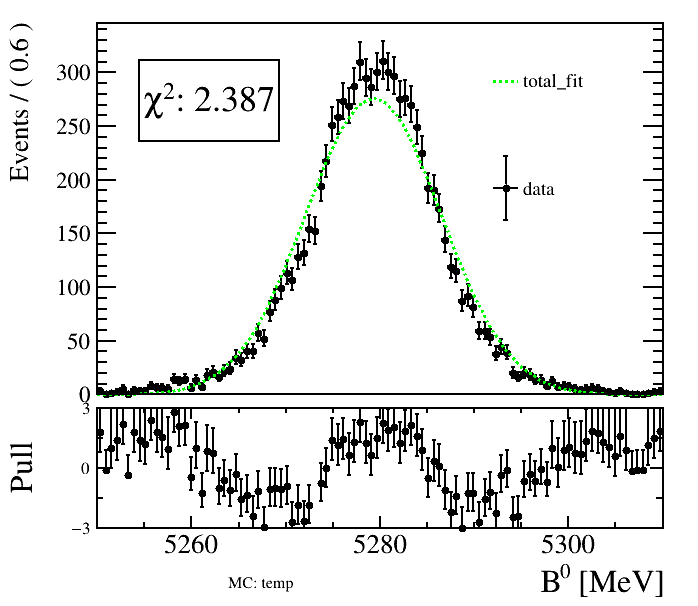 Events / ( 0.6 )
300
250
200
150
100
50
0
χ²: 2.387
total_fit
data
Pull
3
0
−3
5260
5280
5300
MC: temp
B⁰ [MeV]